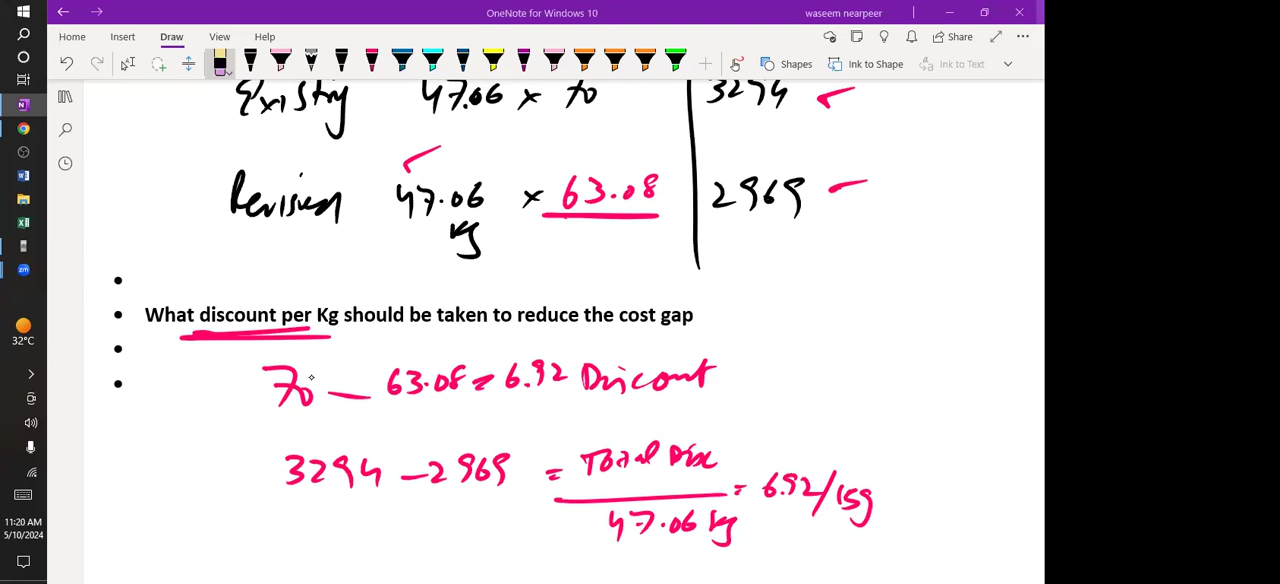 OneNote for Windows 10
waseem nearpeer
Home Insert Draw View Help
Share
Shapes Ink to Shape Ink to Text
Existing 47.06 × 70 3294
Revised 47.06 × 63.08 2969
kg
What discount per Kg should be taken to reduce the cost gap
70 — 63.08 = 6.92 Discount
3294 — 2969 = Total Disc = 6.92/
47.06 kg
32°C
11:20 AM
5/10/2024